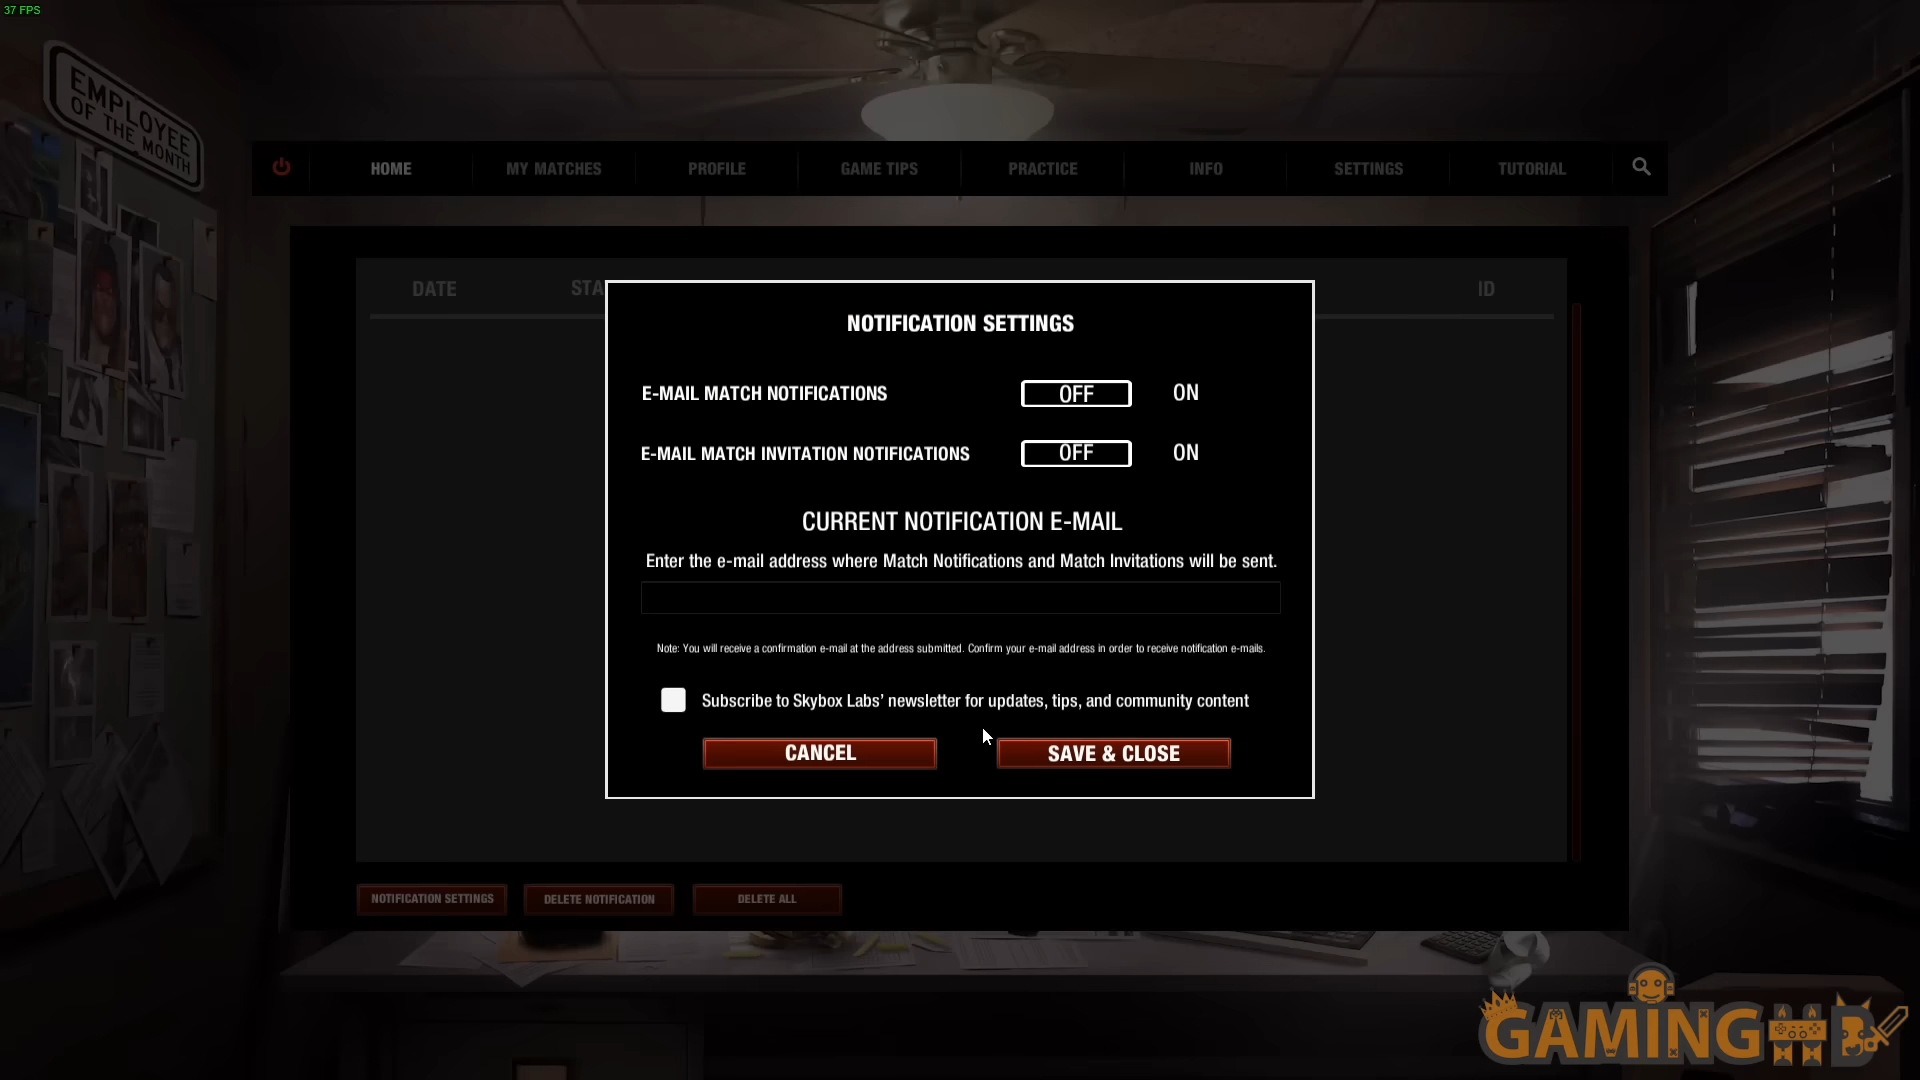 37 FPS
EMPLOYEE
OF THE MONTH
HOME
MY MATCHES
PROFILE
GAME TIPS
PRACTICE
INFO
SETTINGS
TUTORIAL
DATE
STA
ID
NOTIFICATION SETTINGS
E-MAIL MATCH NOTIFICATIONS
OFF
ON
E-MAIL MATCH INVITATION NOTIFICATIONS
OFF
ON
CURRENT NOTIFICATION E-MAIL
Enter the e-mail address where Match Notifications and Match Invitations will be sent.
Note: You will receive a confirmation e-mail at the address submitted. Confirm your e-mail address in order to receive notification e-mails.
Subscribe to Skybox Labs’ newsletter for updates, tips, and community content
CANCEL
SAVE & CLOSE
NOTIFICATION SETTINGS
DELETE NOTIFICATION
DELETE ALL
GAMING HUB